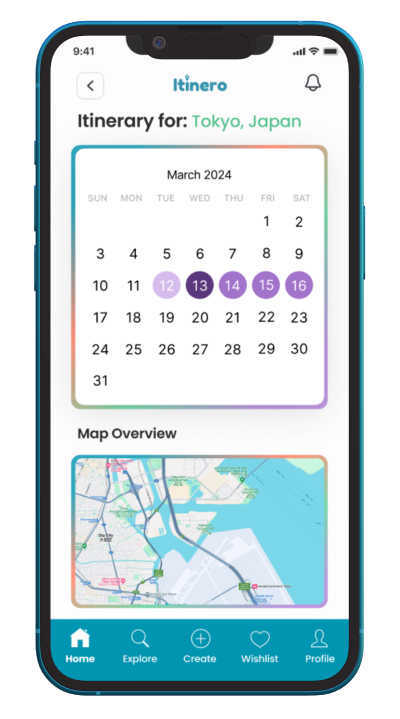 9:41
Itinero
Itinerary for: Tokyo, Japan
March 2024
SUN MON TUE WED THU FRI SAT
1 2
3 4 5 6 7 8 9
10 11 12 13 14 15 16
17 18 19 20 21 22 23
24 25 26 27 28 29 30
31
Map Overview
Home Explore Create Wishlist Profile